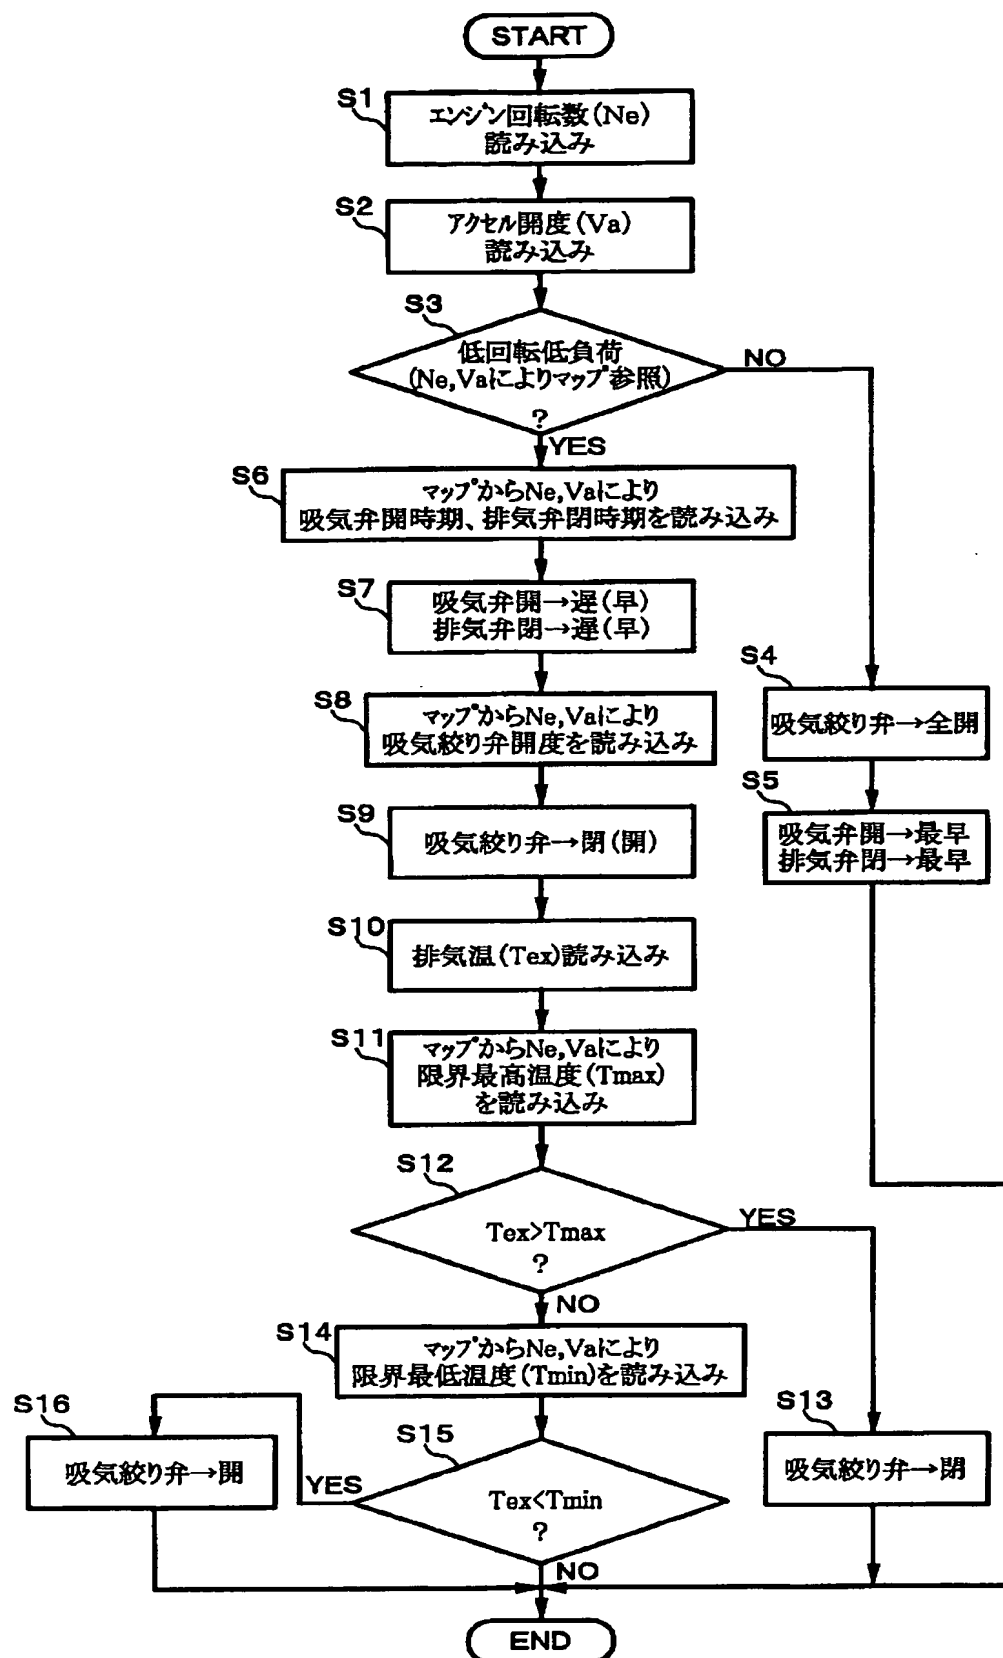 START
S1
エンジン回転数(Ne)
読み込み
S2
アクセル開度(Va)
読み込み
S3
低回転低負荷
(Ne,Vaによりマップ参照)
?
NO
YES
S6
マップからNe,Vaにより
吸気弁開時期、排気弁閉時期を読み込み
S7
吸気弁開→遅(早)
排気弁閉→遅(早)
S4
吸気絞り弁→全開
S8
マップからNe,Vaにより
吸気絞り弁開度を読み込み
S5
吸気弁開→最早
排気弁閉→最早
S9
吸気絞り弁→閉(開)
S10
排気温(Tex)読み込み
S11
マップからNe,Vaにより
限界最高温度(Tmax)
を読み込み
S12
Tex>Tmax
?
YES
NO
S14
マップからNe,Vaにより
限界最低温度(Tmin)を読み込み
S16
吸気絞り弁→開
S15
YES
Tex<Tmin
?
S13
吸気絞り弁→閉
NO
END